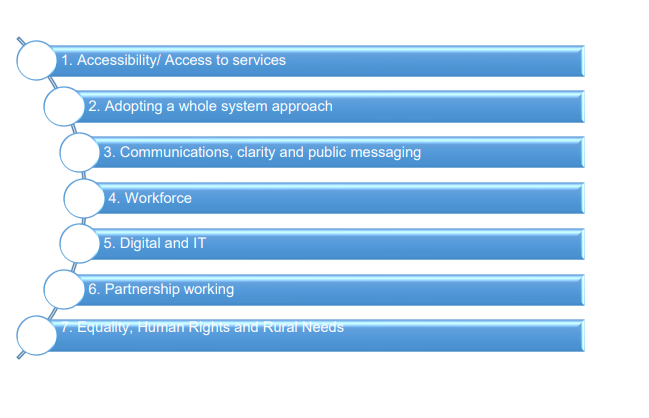 1. Accessibility/ Access to services
2. Adopting a whole system approach
3. Communications, clarity and public messaging
4. Workforce
5. Digital and IT
6. Partnership working
7. Equality, Human Rights and Rural Needs